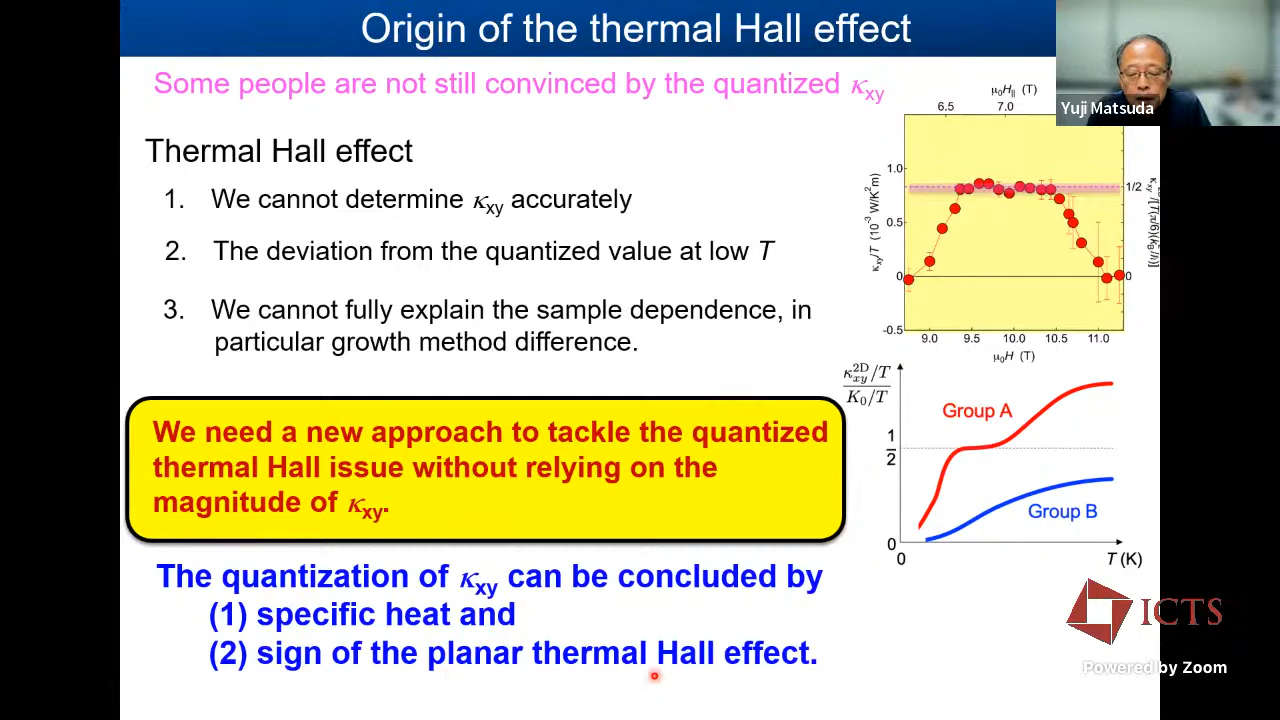 Origin of the thermal Hall effect
Some people are not still convinced by the quantized κxy
Yuji Matsuda
Thermal Hall effect
1. We cannot determine κxy accurately
2. The deviation from the quantized value at low T
3. We cannot fully explain the sample dependence, in
particular growth method difference.
μ0H∥ (T)
6.5 7.0
κxy/T (10⁻³ W/K²m)
1.0
0.5
0
-0.5
1/2
0
κxy2D/[T(π/6)(kB²/ħ)]
9.0 9.5 10.0 10.5 11.0
μ0H (T)
We need a new approach to tackle the quantized
thermal Hall issue without relying on the
magnitude of κxy.
κxy2D/T
K0/T
1/2
0
Group A
Group B
0
T (K)
The quantization of κxy can be concluded by
(1) specific heat and
(2) sign of the planar thermal Hall effect.
ICTS
Powered by Zoom